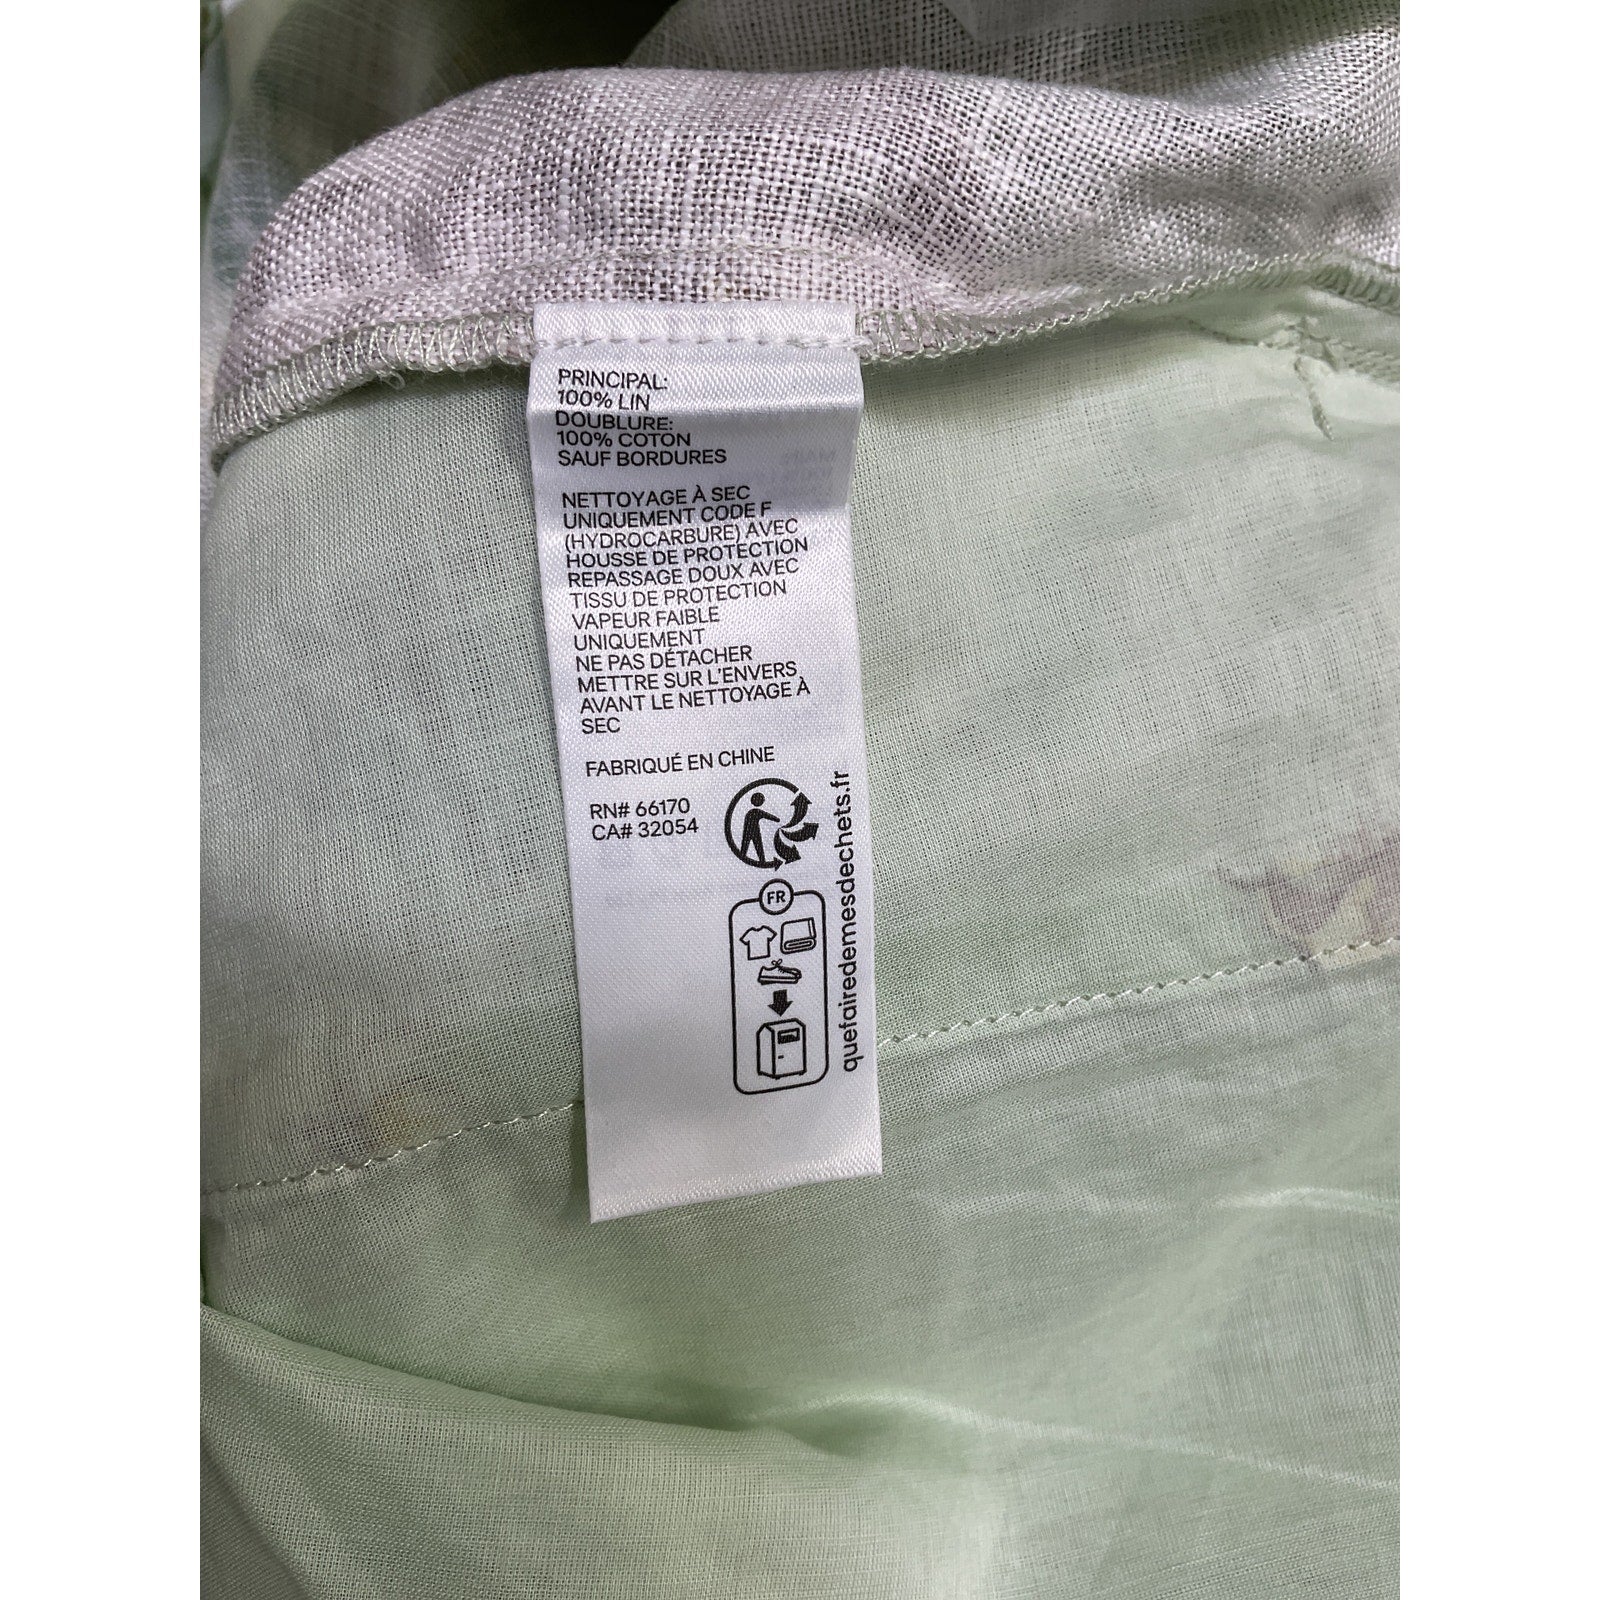 PRINCIPAL:
100% LIN
DOUBLURE:
100% COTON
SAUF BORDURES
NETTOYAGE À SEC
UNIQUEMENT CODE F
(HYDROCARBURE) AVEC
HOUSSE DE PROTECTION
REPASSAGE DOUX AVEC
TISSU DE PROTECTION
VAPEUR FAIBLE
UNIQUEMENT
NE PAS DÉTACHER
METTRE SUR L'ENVERS
AVANT LE NETTOYAGE À
SEC
FABRIQUÉ EN CHINE
RN# 66170
CA# 32054
FR
quefairedemesdechets.fr